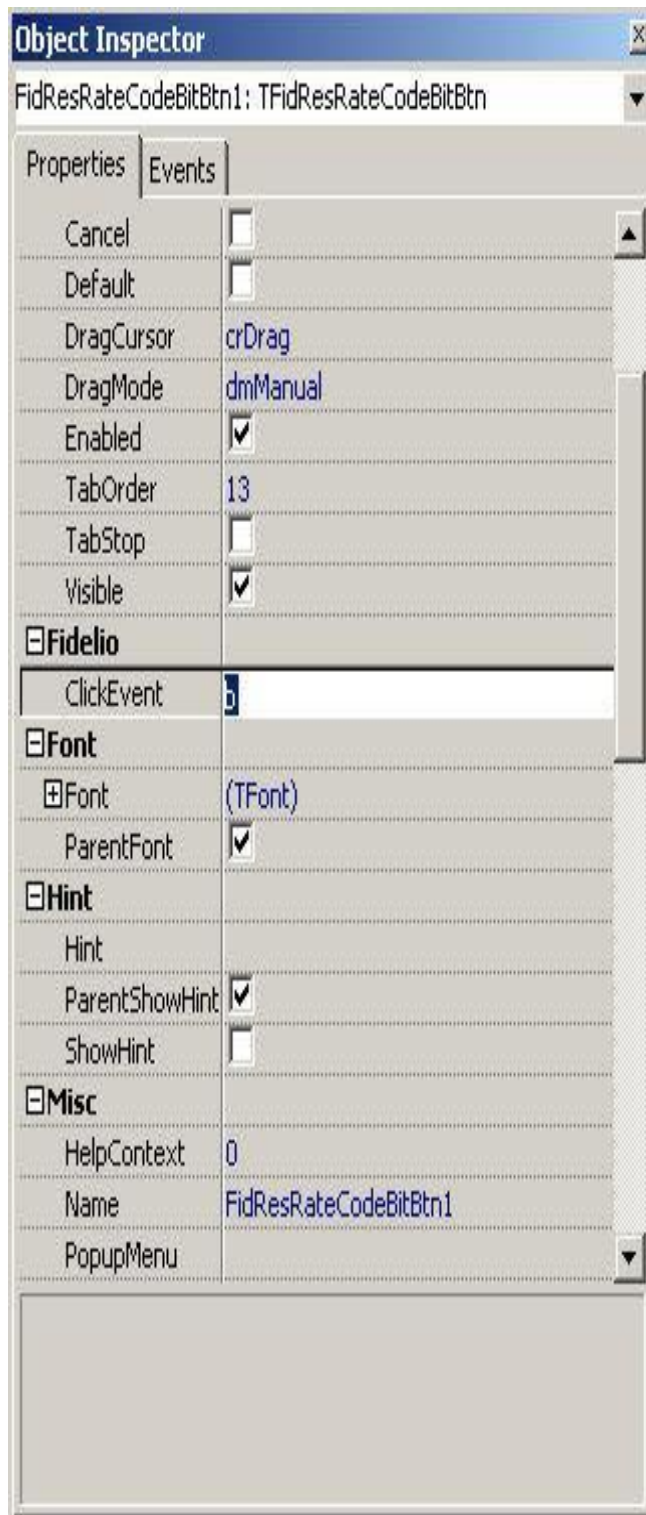 Object Inspector
FidResRateCodeBitBtn1: TFidResRateCodeBitBtn
Properties Events
Cancel
Default
DragCursor crDrag
DragMode dmManual
Enabled
TabOrder 13
TabStop
Visible
Fidelio
ClickEvent b
Font
Font (TFont)
ParentFont
Hint
Hint
ParentShowHint
ShowHint
Misc
HelpContext 0
Name FidResRateCodeBitBtn1
PopupMenu